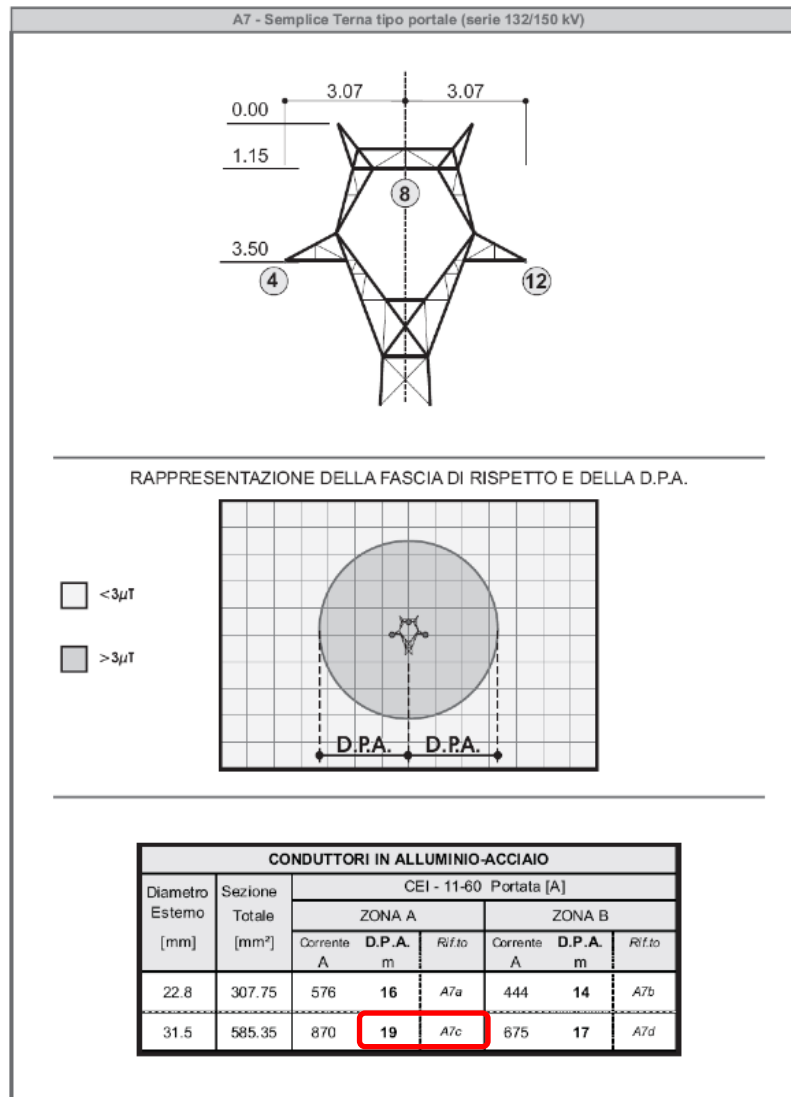 A7 - Semplice Terna tipo portale (serie 132/150 kV)
3.07 3.07
0.00
1.15
8
3.50
4 12
RAPPRESENTAZIONE DELLA FASCIA DI RISPETTO E DELLA D.P.A.
<3µT
>3µT
D.P.A. D.P.A.
CONDUTTORI IN ALLUMINIO-ACCIAIO
Diametro Esterno [mm] Sezione Totale [mm²] CEI - 11-60 Portata [A]
ZONA A ZONA B
Corrente A D.P.A. m Rif.to Corrente A D.P.A. m Rif.to
22.8 307.75 576 16 A7a 444 14 A7b
31.5 585.35 870 19 A7c 675 17 A7d